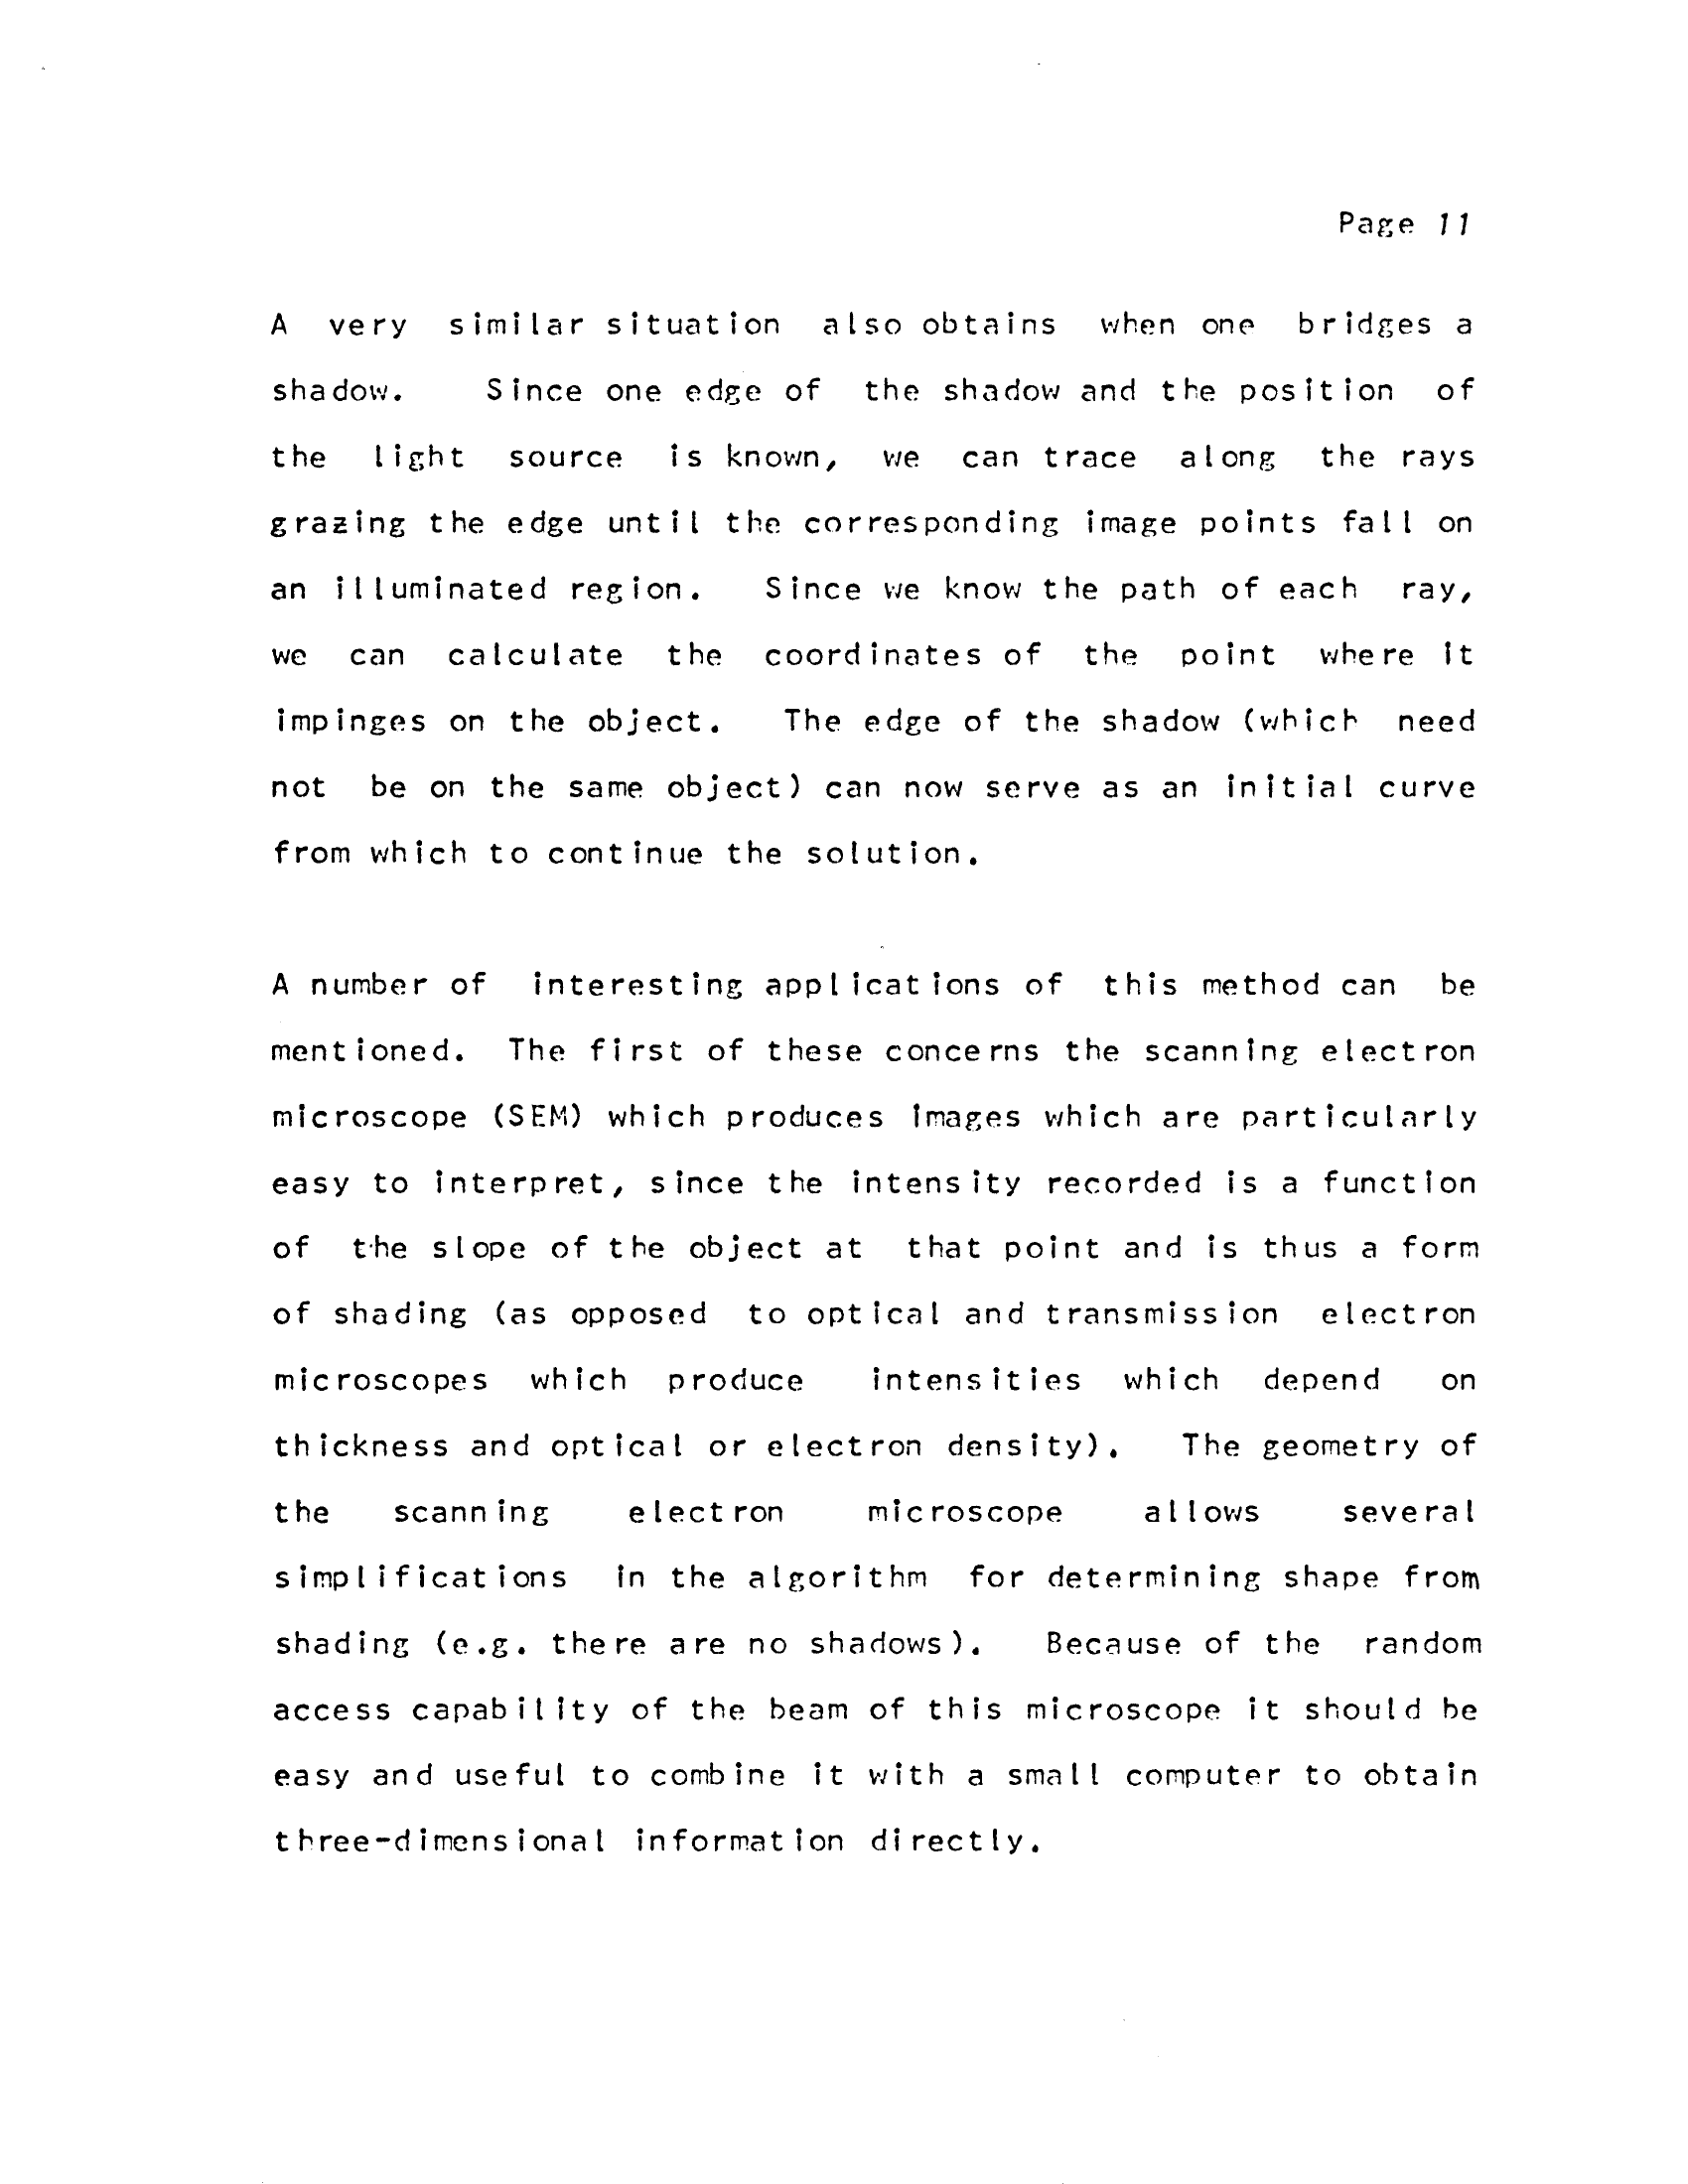 Page 11
A very similar situation also obtains when one bridges a
shadow. Since one edge of the shadow and the position of
the light source is known, we can trace along the rays
grazing the edge until the corresponding image points fall on
an illuminated region. Since we know the path of each ray,
we can calculate the coordinates of the point where it
impinges on the object. The edge of the shadow (which need
not be on the same object) can now serve as an initial curve
from which to continue the solution.
A number of interesting applications of this method can be
mentioned. The first of these concerns the scanning electron
microscope (SEM) which produces images which are particularly
easy to interpret, since the intensity recorded is a function
of the slope of the object at that point and is thus a form
of shading (as opposed to optical and transmission electron
microscopes which produce intensities which depend on
thickness and optical or electron density). The geometry of
the scanning electron microscope allows several
simplifications in the algorithm for determining shape from
shading (e.g. there are no shadows). Because of the random
access capability of the beam of this microscope it should be
easy and useful to combine it with a small computer to obtain
three-dimensional information directly.